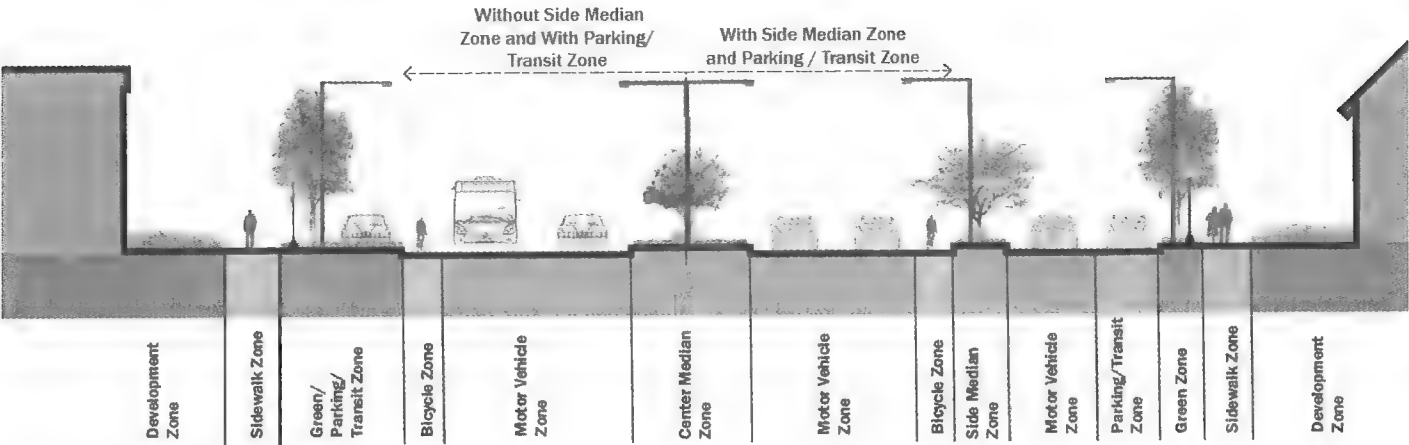 Without Side Median
Zone and With Parking/
Transit Zone
With Side Median Zone
and Parking / Transit Zone
Development
Zone
Sidewalk Zone
Green/
Parking/
Transit Zone
Bicycle Zone
Motor Vehicle
Zone
Center Median
Zone
Motor Vehicle
Zone
Bicycle Zone
Side Median
Zone
Motor Vehicle
Zone
Parking/Transit
Zone
Green Zone
Sidewalk Zone
Development
Zone